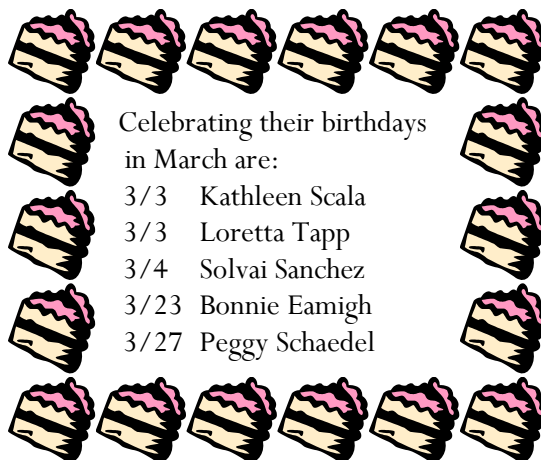 Celebrating their birthdays
in March are:
3/3 Kathleen Scala
3/3 Loretta Tapp
3/4 Solvai Sanchez
3/23 Bonnie Eamigh
3/27 Peggy Schaedel